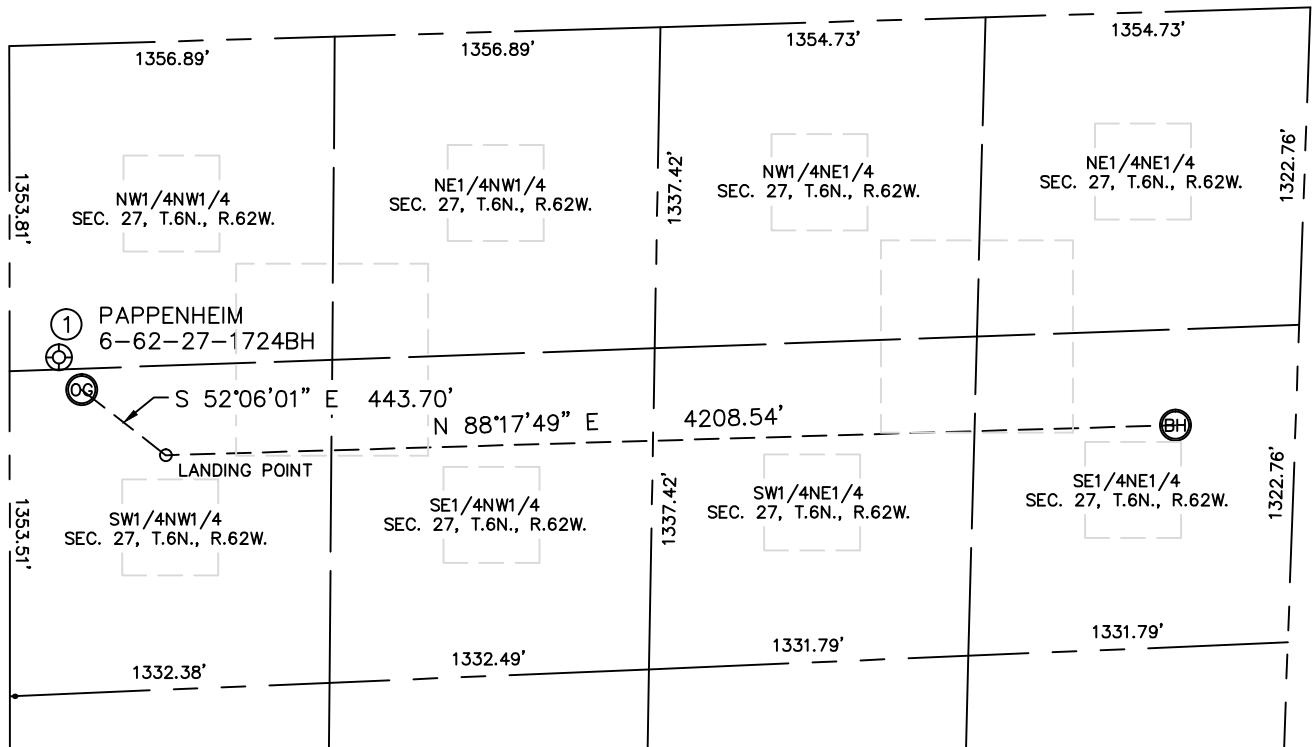 1356.89'
1356.89'
1354.73'
1354.73'
1353.81'
1337.42'
1322.76'
NW1/4NW1/4
SEC. 27, T.6N., R.62W.
NE1/4NW1/4
SEC. 27, T.6N., R.62W.
NW1/4NE1/4
SEC. 27, T.6N., R.62W.
NE1/4NE1/4
SEC. 27, T.6N., R.62W.
1 PAPPENHEIM
6-62-27-1724BH
OG
S 52°06'01" E 443.70'
N 88°17'49" E 4208.54'
BH
LANDING POINT
1353.51'
1337.42'
1322.76'
SW1/4NW1/4
SEC. 27, T.6N., R.62W.
SE1/4NW1/4
SEC. 27, T.6N., R.62W.
SW1/4NE1/4
SEC. 27, T.6N., R.62W.
SE1/4NE1/4
SEC. 27, T.6N., R.62W.
1332.38'
1332.49'
1331.79'
1331.79'